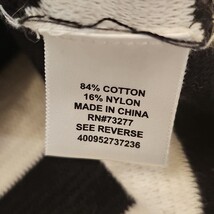 84% COTTON
16% NYLON
MADE IN CHINA
RN#73277
SEE REVERSE
400952737236